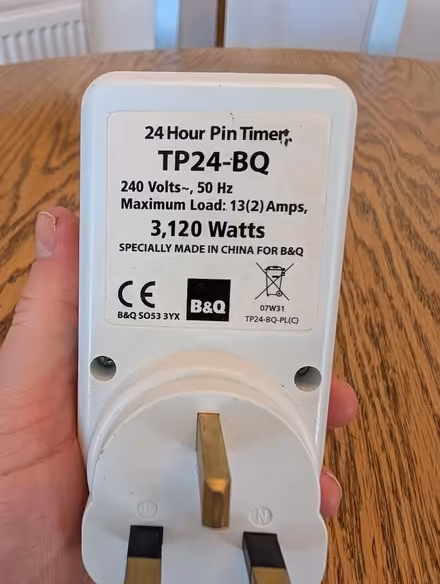 24 Hour Pin Timer
TP24-BQ
240 Volts~, 50 Hz
Maximum Load: 13(2) Amps,
3,120 Watts
SPECIALLY MADE IN CHINA FOR B&Q
CE
B&Q
B&Q SO53 3YX
07W31
TP24-BQ-PL(C)
N